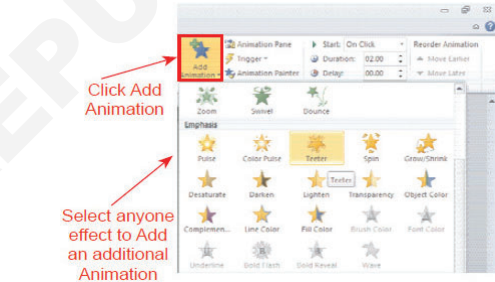 Add Animation
Animation Pane
Trigger
Animation Painter
Start: On Click
Duration: 02.00
Delay: 00.00
Reorder Animation
Move Earlier
Move Later
Click Add
Animation
Zoom Swivel Bounce
Emphasis
Pulse Color Pulse Teeter Spin Grow/Shrink
Teeter
Desaturate Darken Lighten Transparency Object Color
Complemen... Line Color Fill Color Brush Color Font Color
Underline Bold Flash Bold Reveal Wave
Select anyone
effect to Add
an additional
Animation